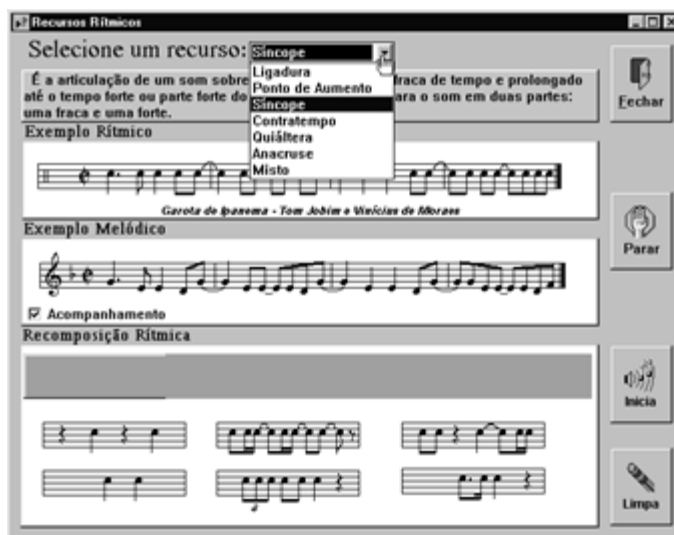 Recursos Rítmicos
Selecione um recurso: Síncope
Ligadura
Ponto de Aumento
Síncope
Contratempo
Quiáltera
Anacruse
Misto
É a articulação de um som sobre fraca de tempo e prolongado
até o tempo forte ou parte forte do ara o som em duas partes:
uma fraca e uma forte.
Fechar
Exemplo Rítmico
Garota de Ipanema - Tom Jobim e Vinícius de Moraes
Parar
Exemplo Melódico
Acompanhamento
Recomposição Rítmica
Inicia
Limpa